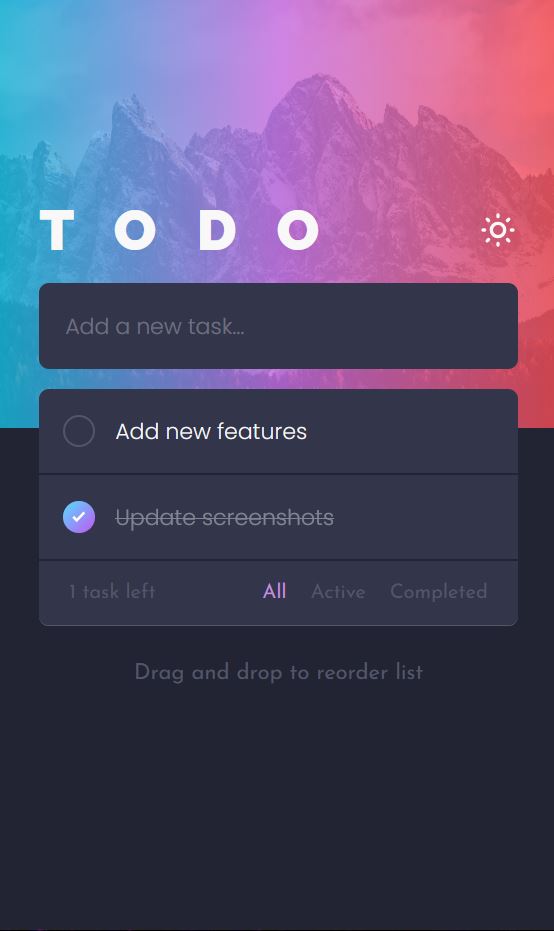 TODO
Add a new task...
Add new features
Update screenshots
1 task left All Active Completed
Drag and drop to reorder list